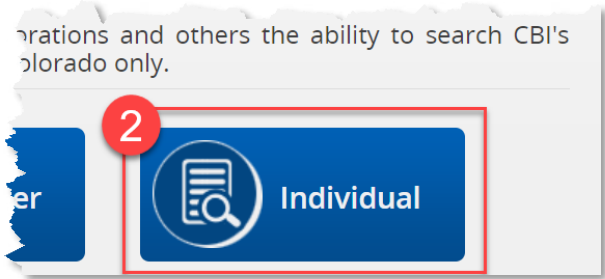 orations and others the ability to search CBI's
olorado only.
2
er
Individual